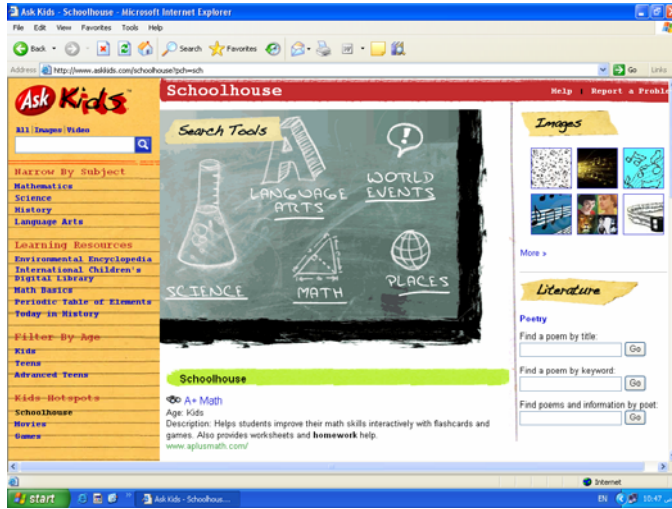 Ask Kids - Schoolhouse - Microsoft Internet Explorer
File Edit View Favorites Tools Help
Back Search Favorites
Address http://www.askkids.com/schoolhouse?pch=sch Go Links
Ask Kids™
All | Images | Video
Narrow By Subject
Mathematics
Science
History
Language Arts
Learning Resources
Environmental Encyclopedia
International Children's
Digital Library
Math Basics
Periodic Table of Elements
Today in History
Filter By Age
Kids
Teens
Advanced Teens
Kids Hotspots
Schoolhouse
Movies
Games
Schoolhouse
Help | Report a Proble
Search Tools
A
LANGUAGE
ARTS
!
WORLD
EVENTS
SCIENCE
MATH
PLACES
Schoolhouse
A+ Math
Age: Kids
Description: Helps students improve their math skills interactively with flashcards and
games. Also provides worksheets and homework help.
www.aplusmath.com/
Images
More »
Literature
Poetry
Find a poem by title:
Go
Find a poem by keyword:
Go
Find poems and information by poet:
Go
Internet
start
Ask Kids - Schoolhous...
EN
10:47